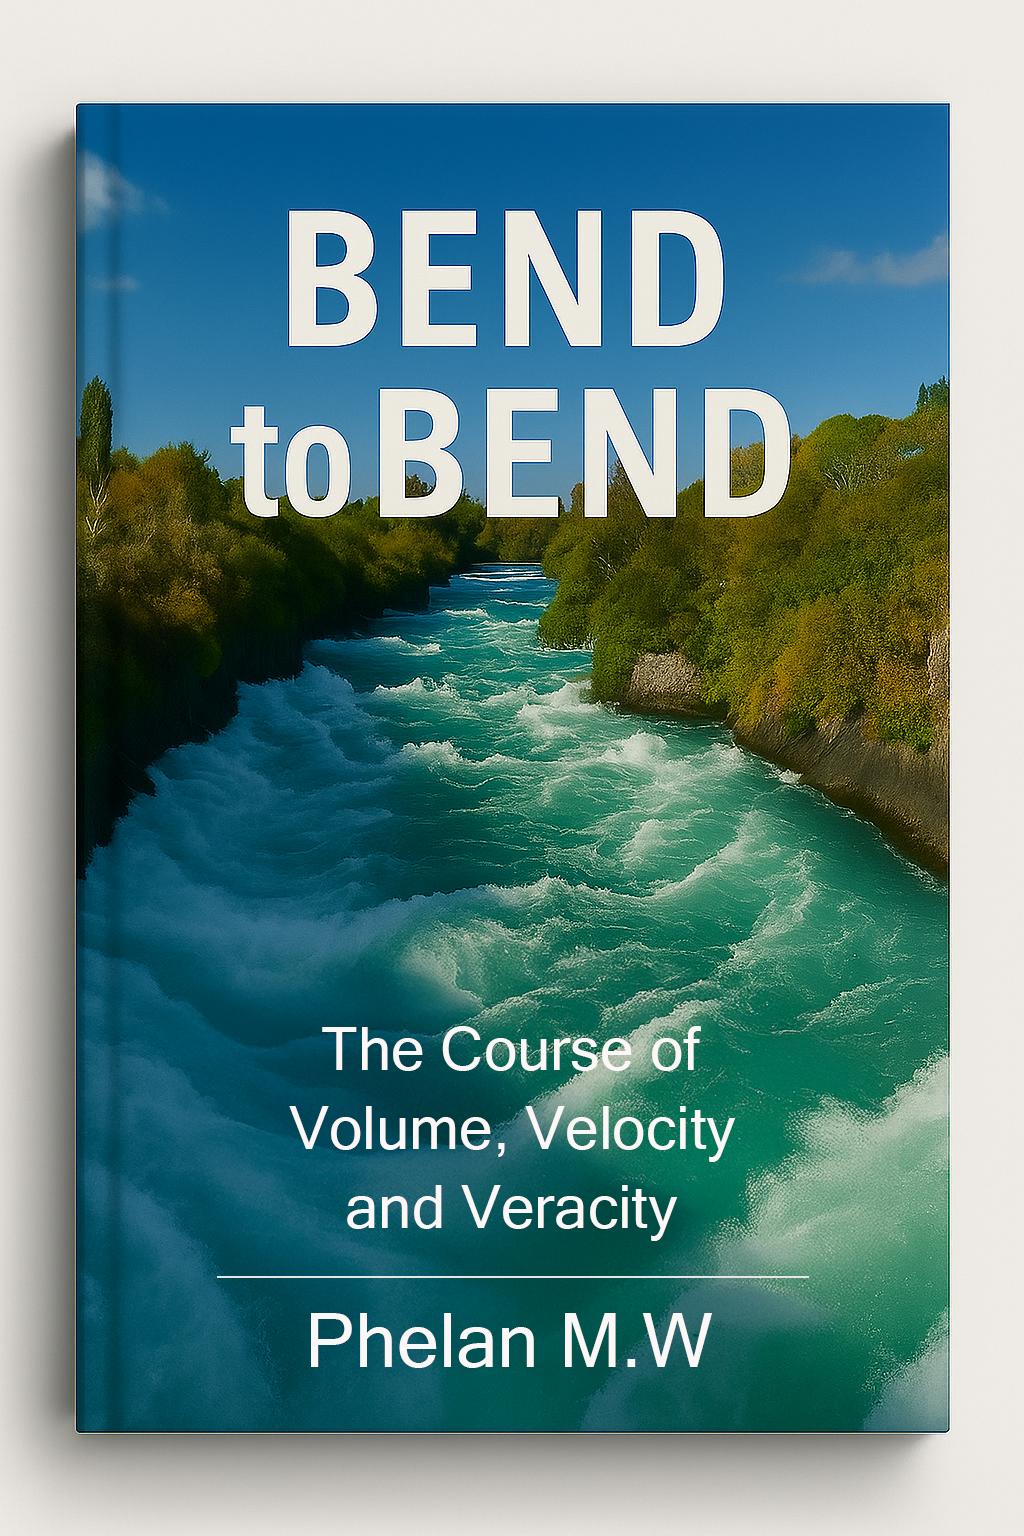 BEND
to BEND
The Course of
Volume, Velocity
and Veracity
Phelan M.W